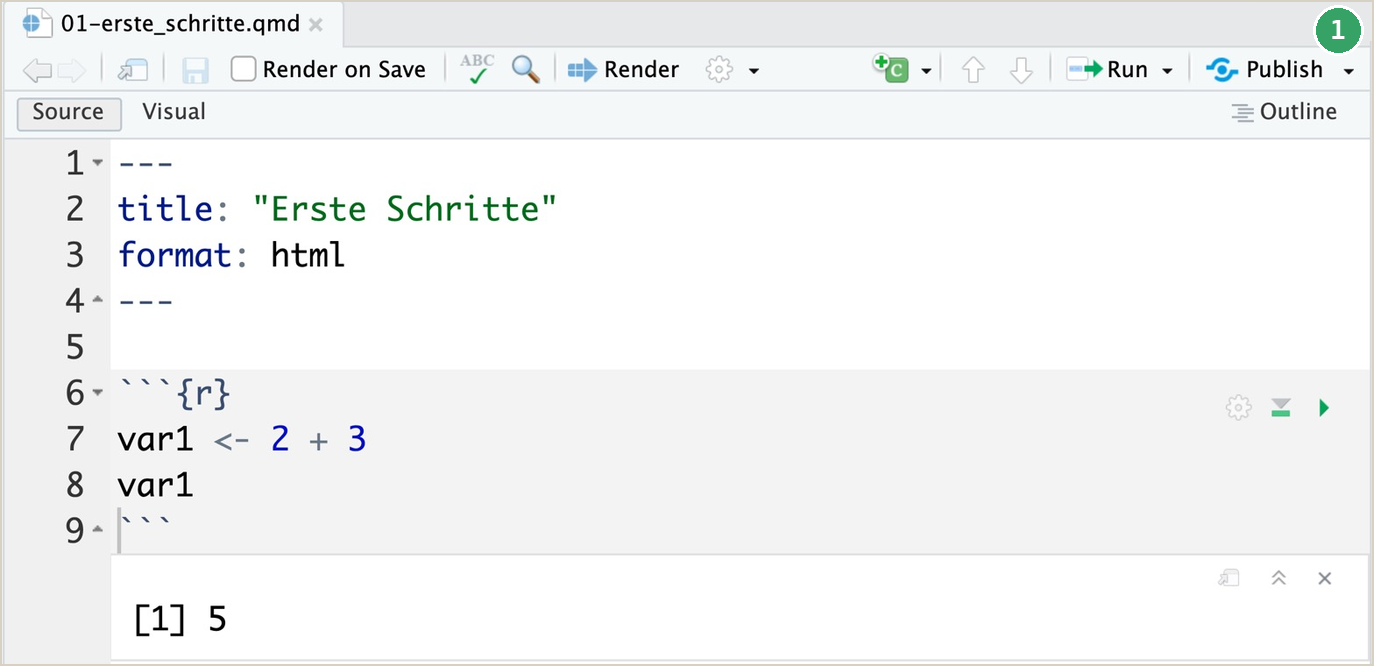 01-erste_schritte.qmd
1
Render on Save ABC Render C Run Publish
Source Visual Outline
1 ---
2 title: "Erste Schritte"
3 format: html
4 ---
5
6 ```{r}
7 var1 <- 2 + 3
8 var1
9 ```
[1] 5